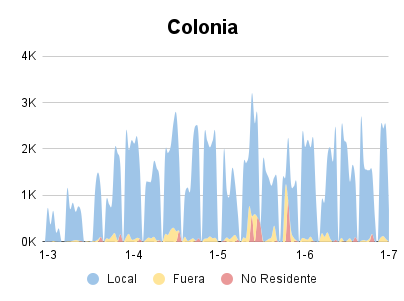 Colonia
4K
3K
2K
1K
0K
1-3 1-4 1-5 1-6 1-7
Local Fuera No Residente